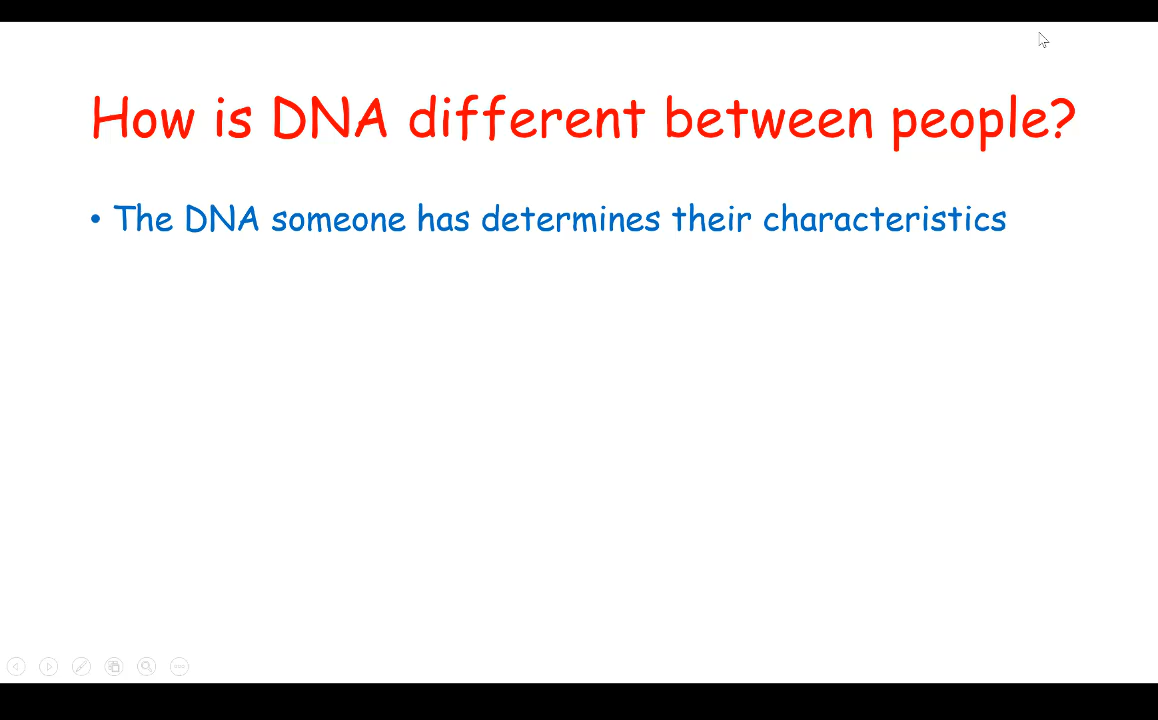 How is DNA different between people?
• The DNA someone has determines their characteristics